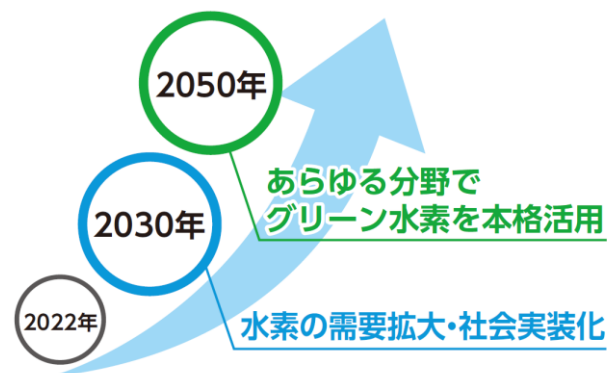 2050年
あらゆる分野で
グリーン水素を本格活用
2030年
水素の需要拡大・社会実装化
2022年